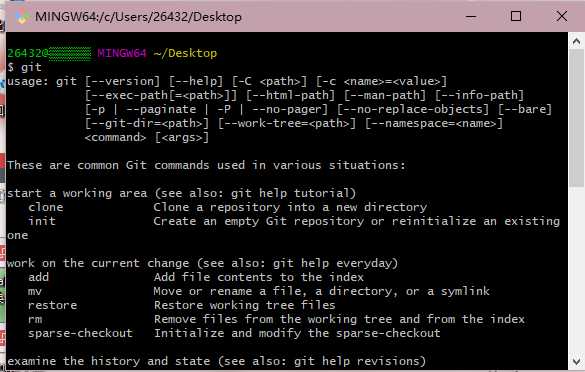 MINGW64:/c/Users/26432/Desktop
26432@ MINGW64 ~/Desktop
$ git
usage: git [--version] [--help] [-C <path>] [-c <name>=<value>]
[--exec-path[=<path>]] [--html-path] [--man-path] [--info-path]
[-p | --paginate | -P | --no-pager] [--no-replace-objects] [--bare]
[--git-dir=<path>] [--work-tree=<path>] [--namespace=<name>]
<command> [<args>]
These are common Git commands used in various situations:
start a working area (see also: git help tutorial)
clone Clone a repository into a new directory
init Create an empty Git repository or reinitialize an existing
one
work on the current change (see also: git help everyday)
add Add file contents to the index
mv Move or rename a file, a directory, or a symlink
restore Restore working tree files
rm Remove files from the working tree and from the index
sparse-checkout Initialize and modify the sparse-checkout
examine the history and state (see also: git help revisions)